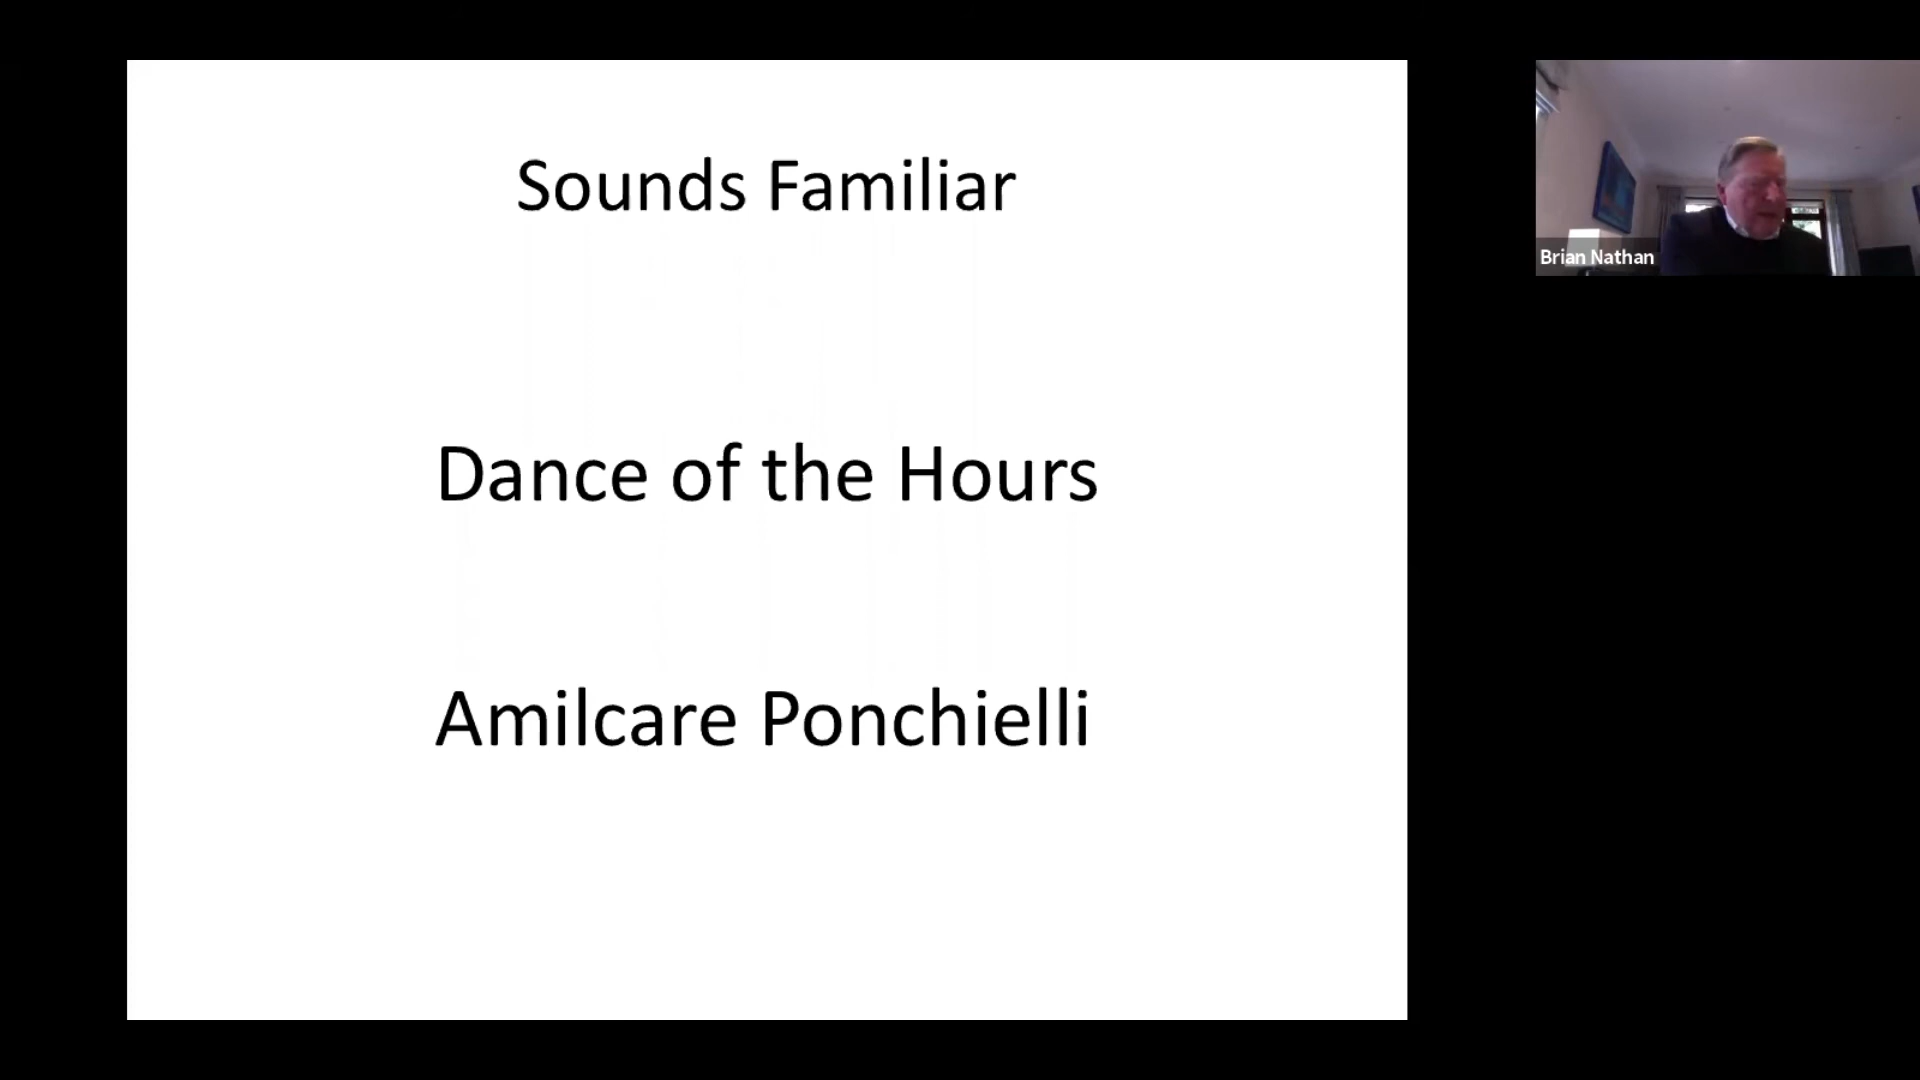 Sounds Familiar
Dance of the Hours
Amilcare Ponchielli
Brian Nathan